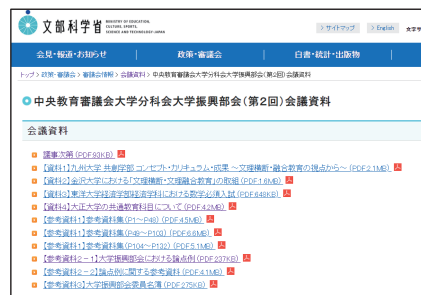 文部科学省 MINISTRY OF EDUCATION, CULTURE, SPORTS, SCIENCE AND TECHNOLOGY-JAPAN
> サイトマップ > English 文字サ
会見・報道・お知らせ 政策・審議会 白書・統計・出版物
トップ > 政策・審議会 > 審議会情報 > 会議資料 > 中央教育審議会大学分科会大学振興部会(第2回)会議資料
中央教育審議会大学分科会大学振興部会(第2回)会議資料
会議資料
議事次第 (PDF:93KB)
【資料1】九州大学 共創学部 コンセプト・カリキュラム・成果 ~文理横断・融合教育の視点から~ (PDF:2.1MB)
【資料2】金沢大学における「文理横断・文理融合教育」の取組 (PDF:1.6MB)
【資料3】東洋大学経済学部経済学科における数学必須入試 (PDF:648KB)
【資料4】大正大学の共通教育科目について (PDF:4.2MB)
【参考資料1】参考資料集(P1~P48) (PDF:4.5MB)
【参考資料1】参考資料集(P49~P103) (PDF:6.6MB)
【参考資料1】参考資料集(P104~P132) (PDF:5.1MB)
【参考資料2-1】大学振興部会における論点例 (PDF:237KB)
【参考資料2-2】論点例に関する参考資料 (PDF:4.1MB)
【参考資料3】大学振興部会委員名簿 (PDF:275KB)